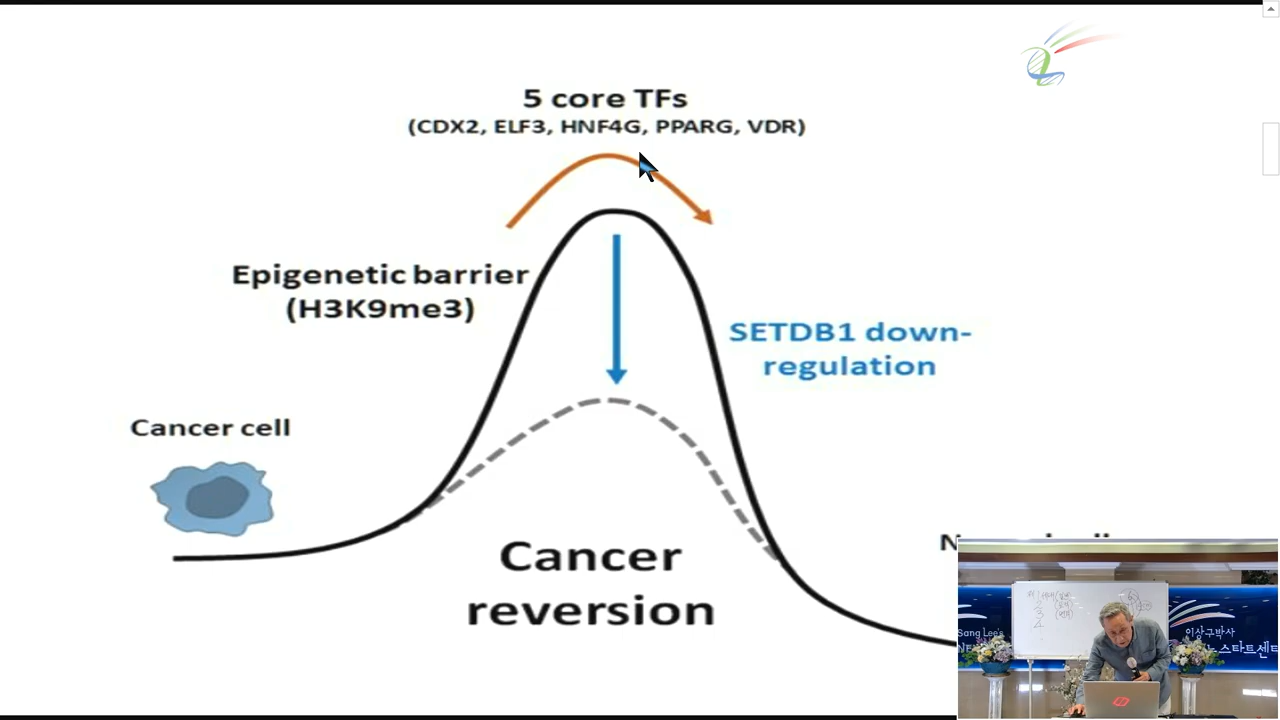 5 core TFs
(CDX2, ELF3, HNF4G, PPARG, VDR)
Epigenetic barrier
(H3K9me3)
SETDB1 down-
regulation
Cancer cell
Cancer
reversion
Sang Lee's
이상구박사
뉴스타트센터